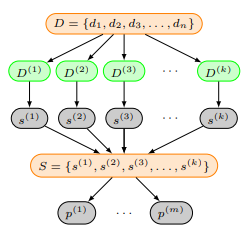 D = {d₁, d₂, d₃, . . . , dₙ}
D⁽¹⁾ D⁽²⁾ D⁽³⁾ · · · D⁽ᵏ⁾
s⁽¹⁾ s⁽²⁾ s⁽³⁾ · · · s⁽ᵏ⁾
S = {s⁽¹⁾, s⁽²⁾, s⁽³⁾, . . . , s⁽ᵏ⁾}
p⁽¹⁾ · · · p⁽ᵐ⁾